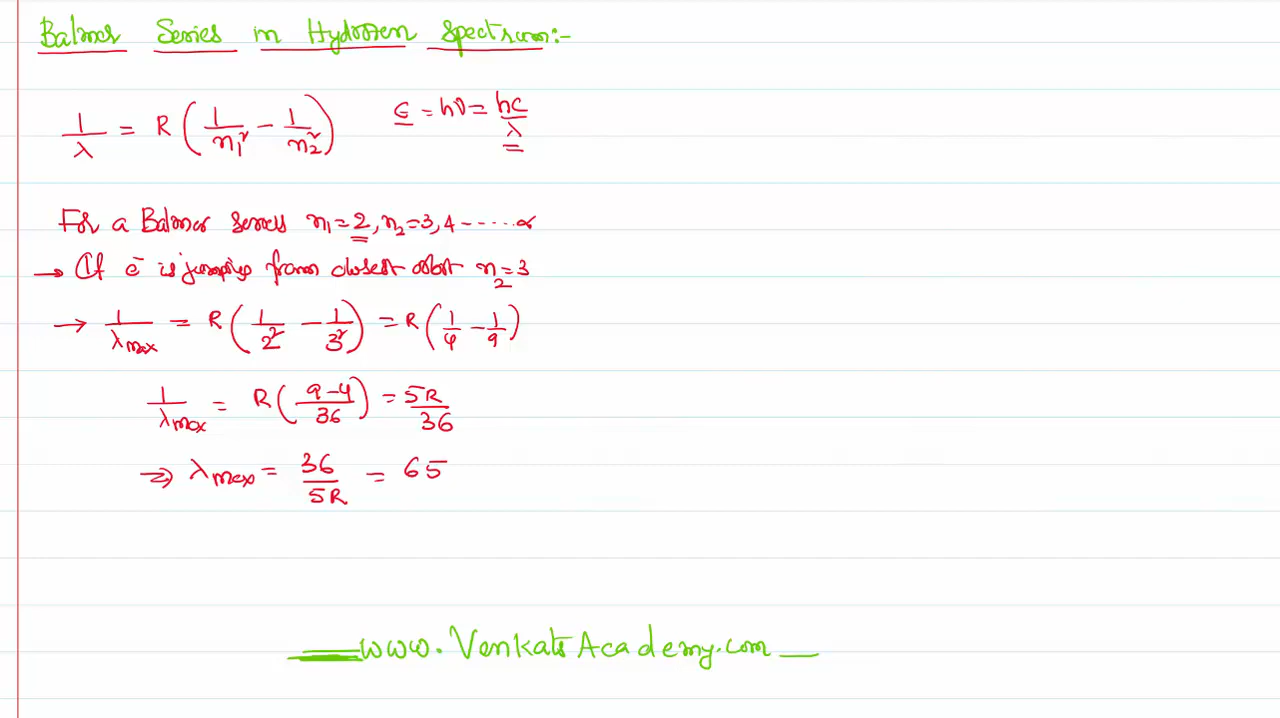 Balmer Series in Hydrogen Spectrum:-
1/λ = R(1/n₁² - 1/n₂²) ϵ = hυ = hc/λ
For a Balmer series n₁=2, n₂=3,4-----∝
→ If e⁻ is jumping from closest orbit n₂=3
→ 1/λmax = R(1/2² - 1/3²) = R(1/4 - 1/9)
1/λmax = R(9-4/36) = 5R/36
⇒ λmax = 36/5R = 65
www.VenkatsAcademy.com